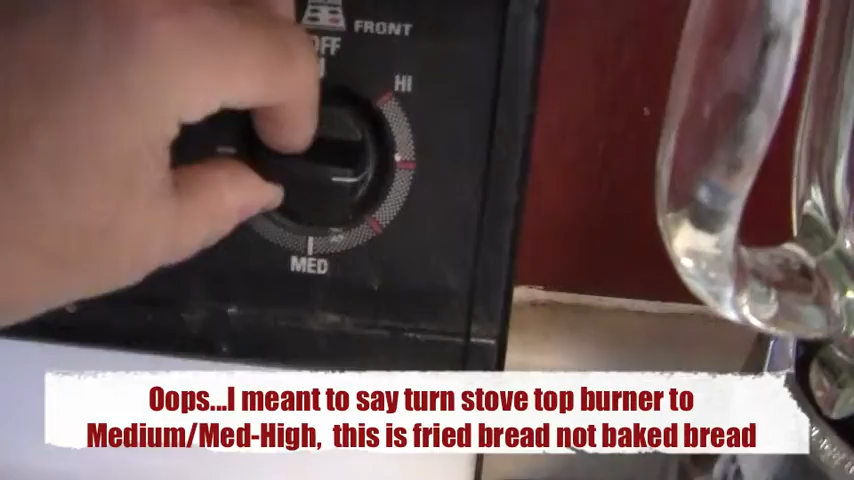 FRONT
OFF
HI
MED
Oops...I meant to say turn stove top burner to
Medium/Med-High, this is fried bread not baked bread